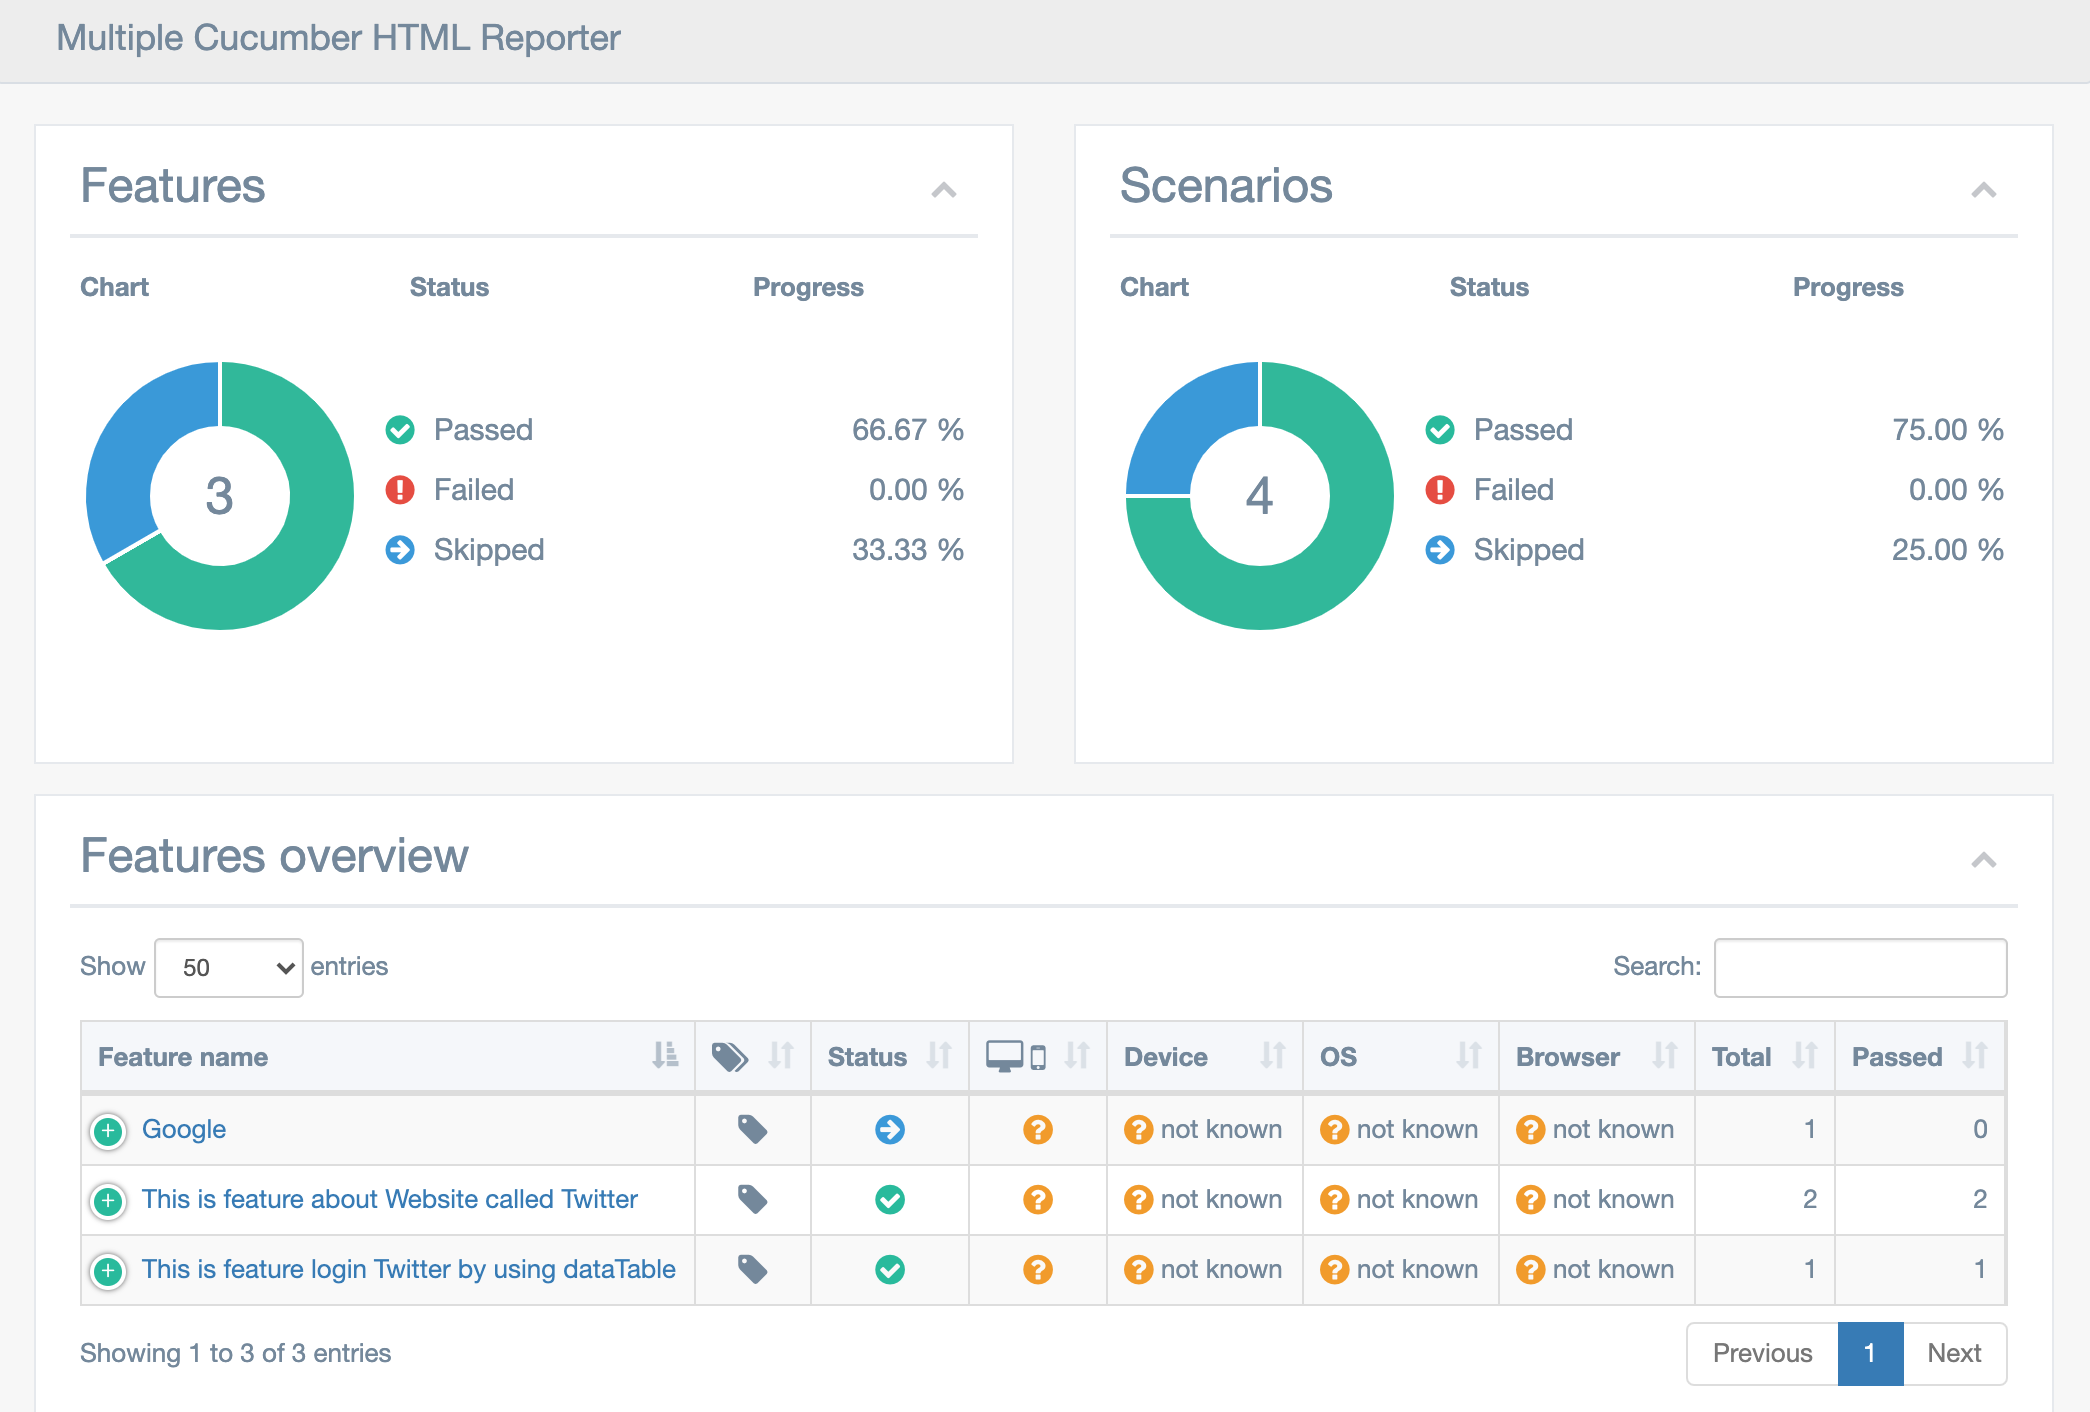 Multiple Cucumber HTML Reporter
Features
Chart Status Progress
3
Passed 66.67 %
Failed 0.00 %
Skipped 33.33 %
Scenarios
Chart Status Progress
4
Passed 75.00 %
Failed 0.00 %
Skipped 25.00 %
Features overview
Show 50 entries Search:
Feature name Status Device OS Browser Total Passed
Google not known not known not known 1 0
This is feature about Website called Twitter not known not known not known 2 2
This is feature login Twitter by using dataTable not known not known not known 1 1
Showing 1 to 3 of 3 entries Previous 1 Next